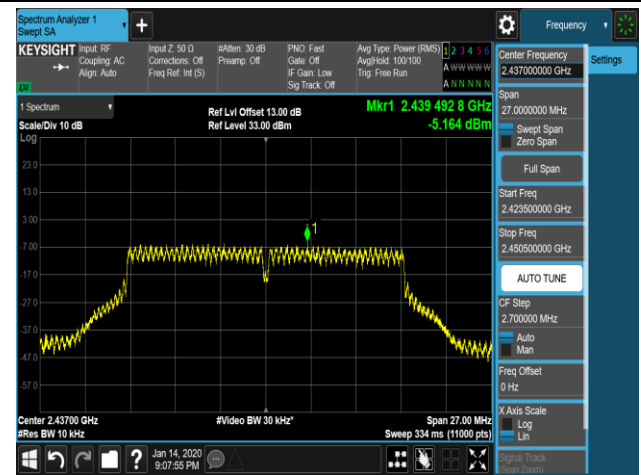 Spectrum Analyzer 1
Swept SA
+
Frequency
KEYSIGHT Input: RF Input Z: 50 Ω #Atten: 30 dB PNO: Fast Avg Type: Power (RMS) 1 2 3 4 5 6
Coupling: AC Corrections: Off Preamp: Off Gate: Off Avg|Hold: 100/100 A WWWWW
Align: Auto Freq Ref: Int (S) IF Gain: Low Trig: Free Run
Sig Track: Off A N N N N N
1 Spectrum
Ref Lvl Offset 13.00 dB Mkr1 2.439 492 8 GHz
Scale/Div 10 dB Ref Level 33.00 dBm -5.164 dBm
Log
23.0
13.0
3.00
-7.00
-17.0
-27.0
-37.0
-47.0
-57.0
1
Center 2.43700 GHz #Video BW 30 kHz* Span 27.00 MHz
#Res BW 10 kHz Sweep 334 ms (11000 pts)
?
Jan 14, 2020
9:07:55 PM
Center Frequency
2.437000000 GHz
Settings
Span
27.0000000 MHz
Swept Span
Zero Span
Full Span
Start Freq
2.423500000 GHz
Stop Freq
2.450500000 GHz
AUTO TUNE
CF Step
2.700000 MHz
Auto
Man
Freq Offset
0 Hz
X Axis Scale
Log
Lin
Signal Track
(Span Zoom)